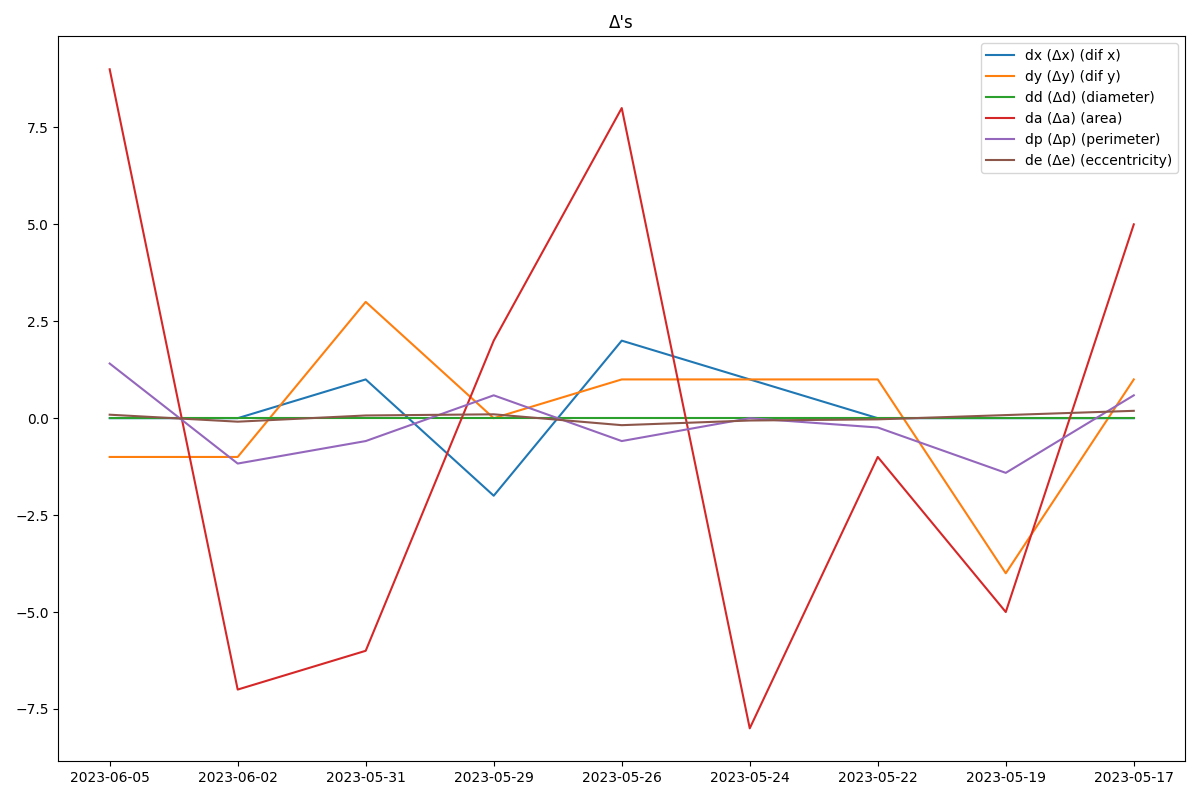 Δ's
dx (Δx) (dif x)
dy (Δy) (dif y)
dd (Δd) (diameter)
da (Δa) (area)
dp (Δp) (perimeter)
de (Δe) (eccentricity)
7.5
5.0
2.5
0.0
−2.5
−5.0
−7.5
2023-06-05 2023-06-02 2023-05-31 2023-05-29 2023-05-26 2023-05-24 2023-05-22 2023-05-19 2023-05-17